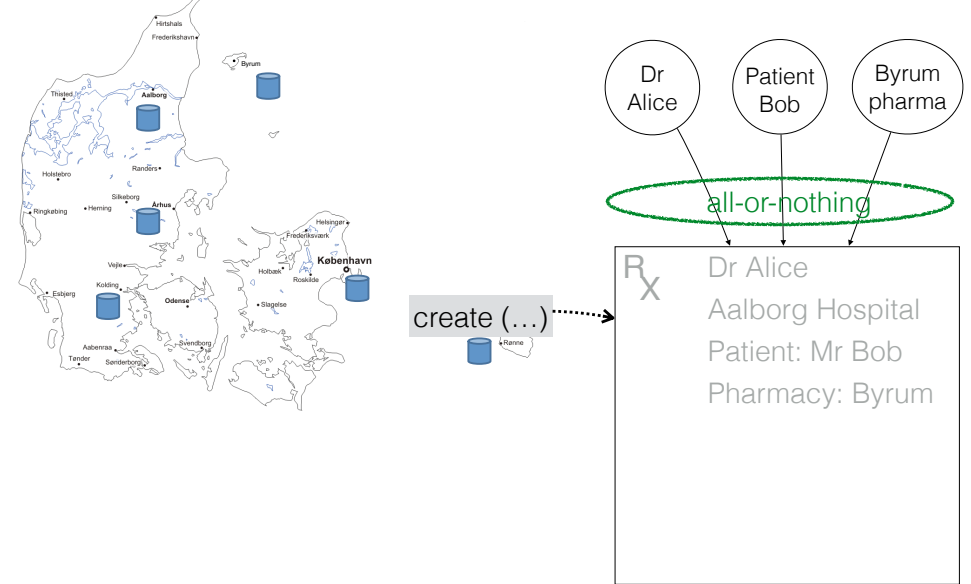 Hirtshals
Frederikshavn
Byrum
Thisted
Aalborg
Randers
Holstebro
Silkeborg
Ringkøbing
Herning
Århus
Helsingør
Frederiksværk
København
Holbæk
Roskilde
Vejle
Kolding
Esbjerg
Odense
Slagelse
Svendborg
Aabenraa
Tønder
Sønderborg
Rønne
create (...)
Dr
Alice
Patient
Bob
Byrum
pharma
all-or-nothing
RX
Dr Alice
Aalborg Hospital
Patient: Mr Bob
Pharmacy: Byrum